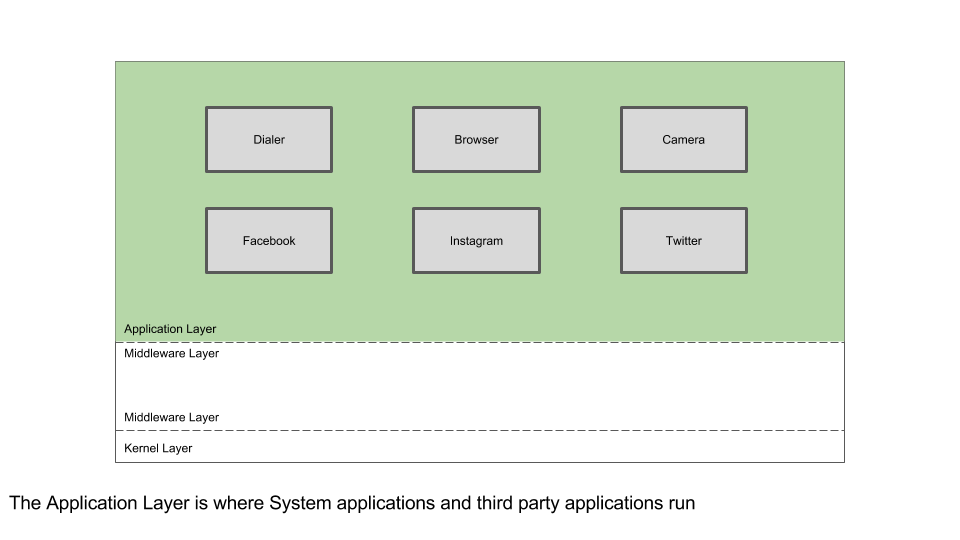 Dialer
Browser
Camera
Facebook
Instagram
Twitter
Application Layer
Middleware Layer
Middleware Layer
Kernel Layer
The Application Layer is where System applications and third party applications run